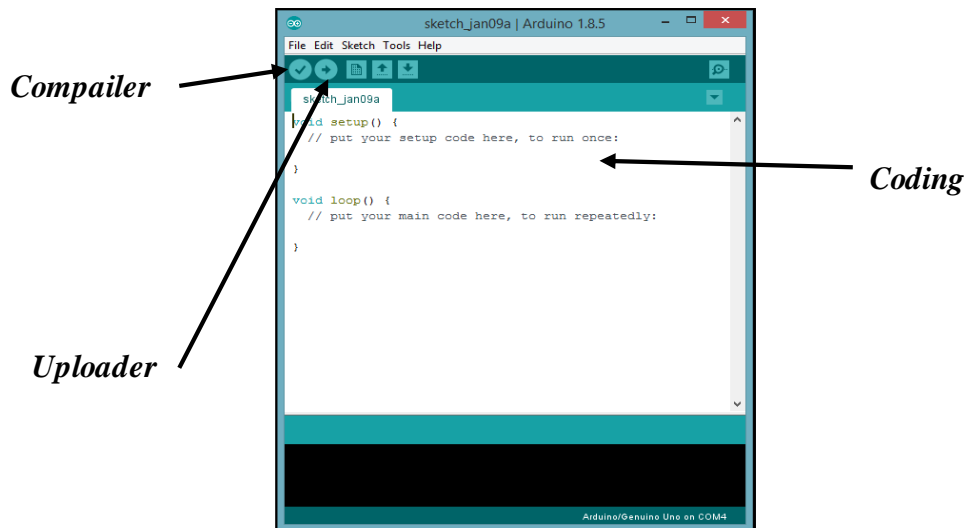 sketch_jan09a | Arduino 1.8.5
File Edit Sketch Tools Help
Compailer
sketch_jan09a
void setup() {
// put your setup code here, to run once:
}
Coding
void loop() {
// put your main code here, to run repeatedly:
}
Uploader
Arduino/Genuino Uno on COM4